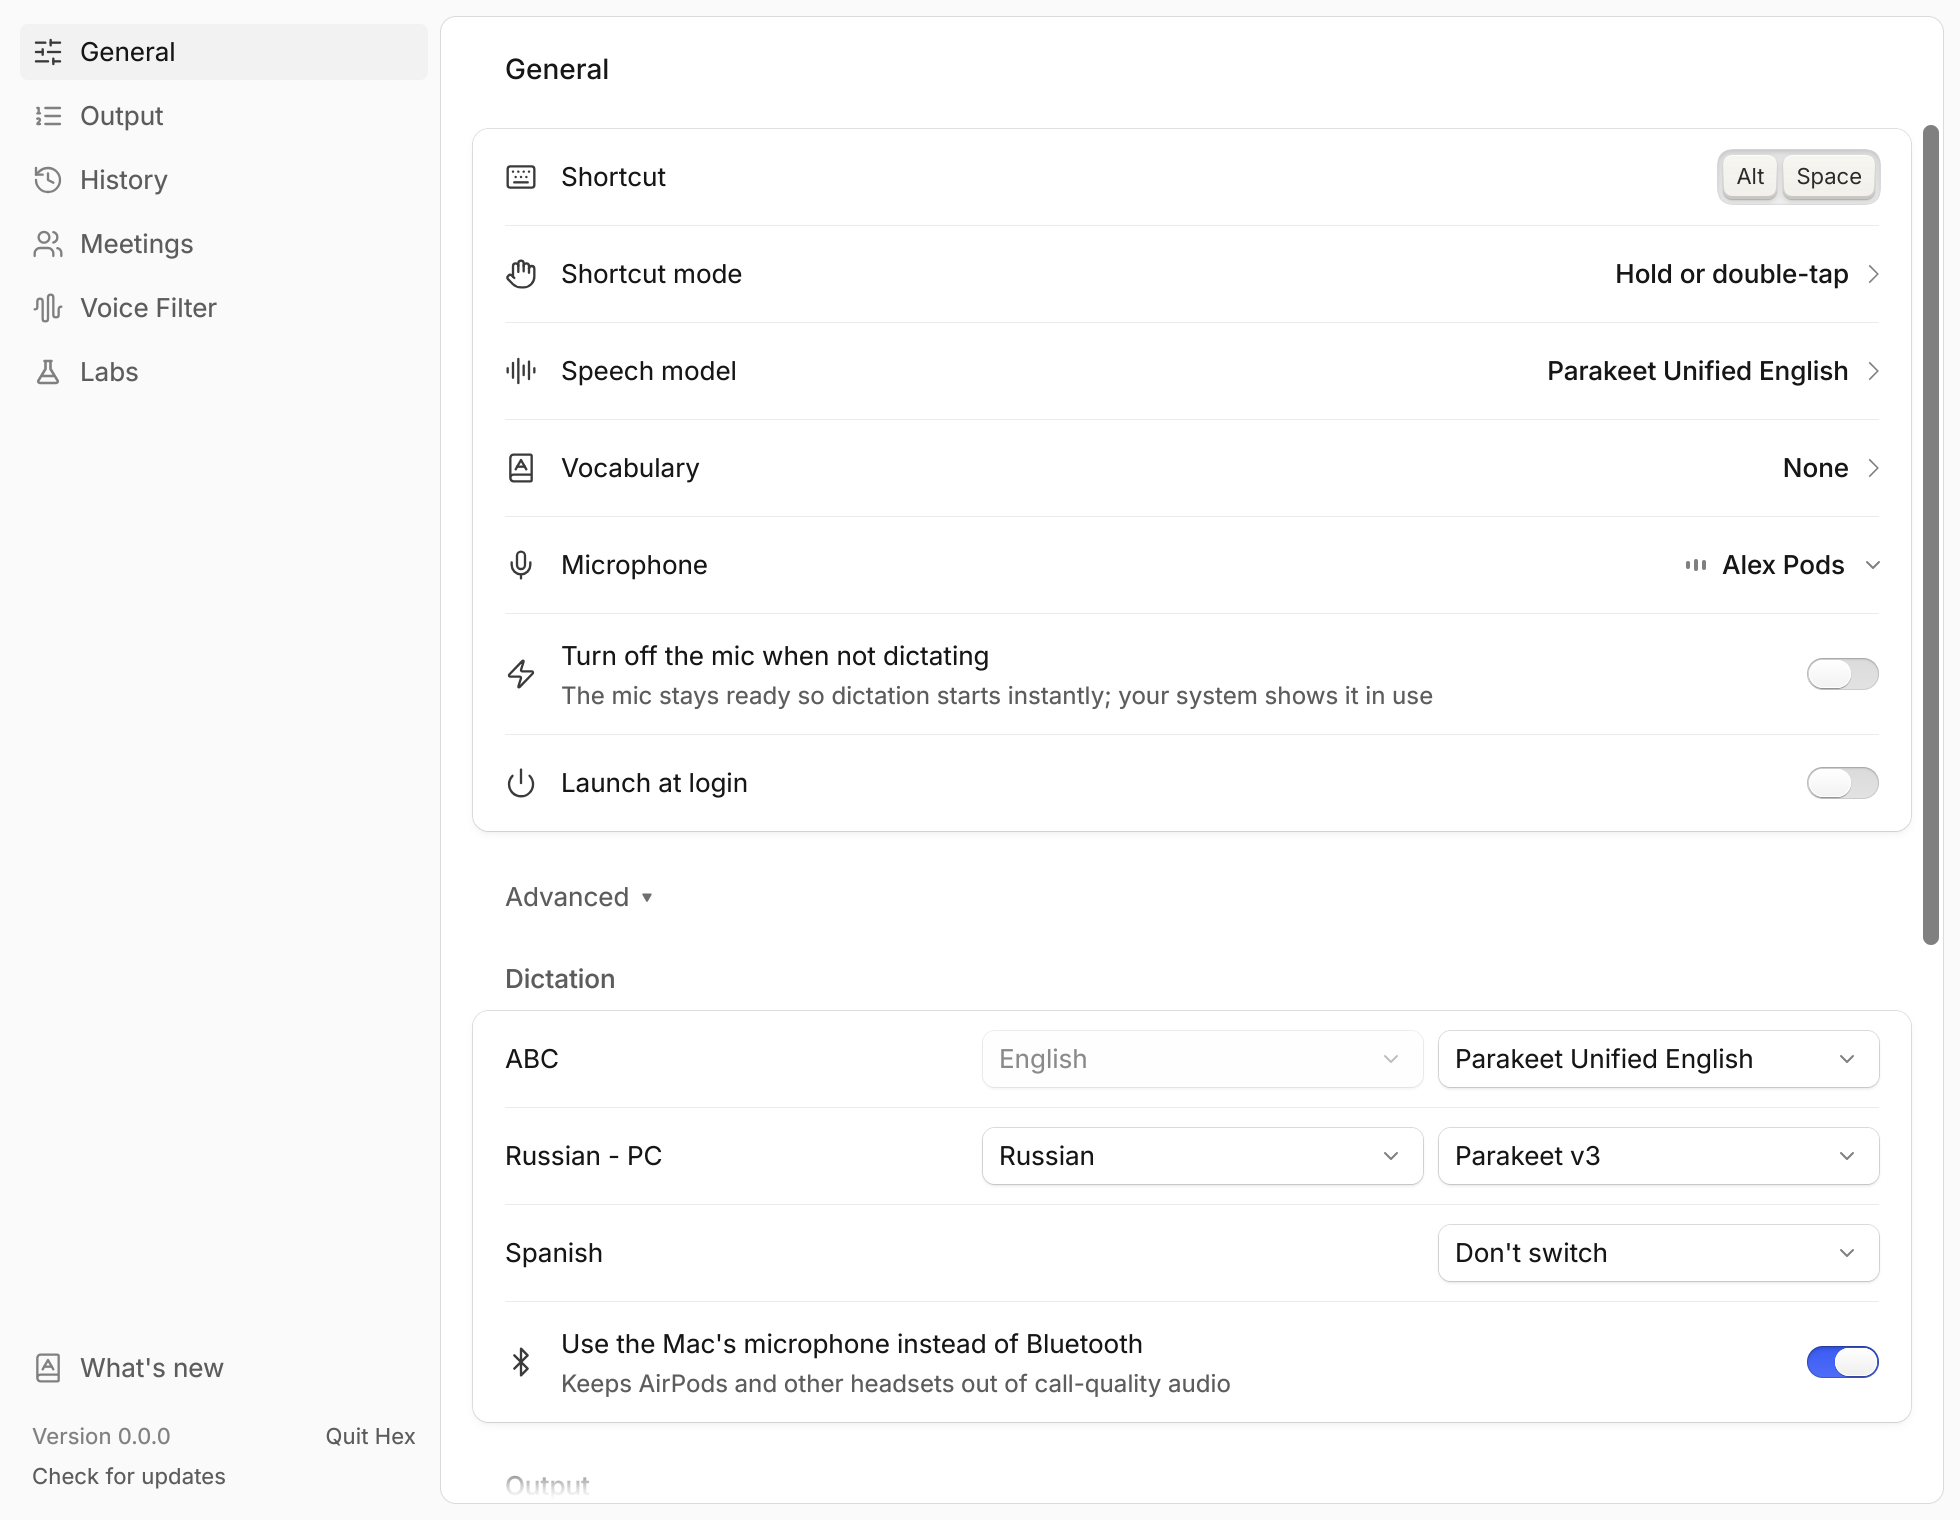 General
Output
History
Meetings
Voice Filter
Labs
What's new
Version 0.0.0
Quit Hex
Check for updates
General
Shortcut
Alt Space
Shortcut mode
Hold or double-tap
Speech model
Parakeet Unified English
Vocabulary
None
Microphone
Alex Pods
Turn off the mic when not dictating
The mic stays ready so dictation starts instantly; your system shows it in use
Launch at login
Advanced
Dictation
ABC
English
Parakeet Unified English
Russian - PC
Russian
Parakeet v3
Spanish
Don't switch
Use the Mac's microphone instead of Bluetooth
Keeps AirPods and other headsets out of call-quality audio
Output